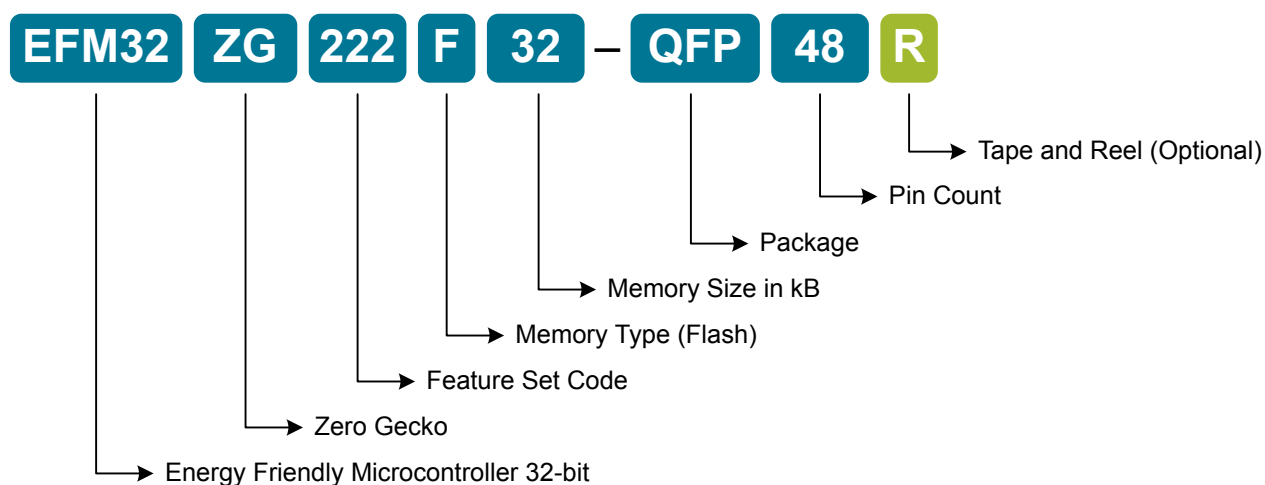 EFM32 ZG 222 F 32 – QFP 48 R
Tape and Reel (Optional)
Pin Count
Package
Memory Size in kB
Memory Type (Flash)
Feature Set Code
Zero Gecko
Energy Friendly Microcontroller 32-bit